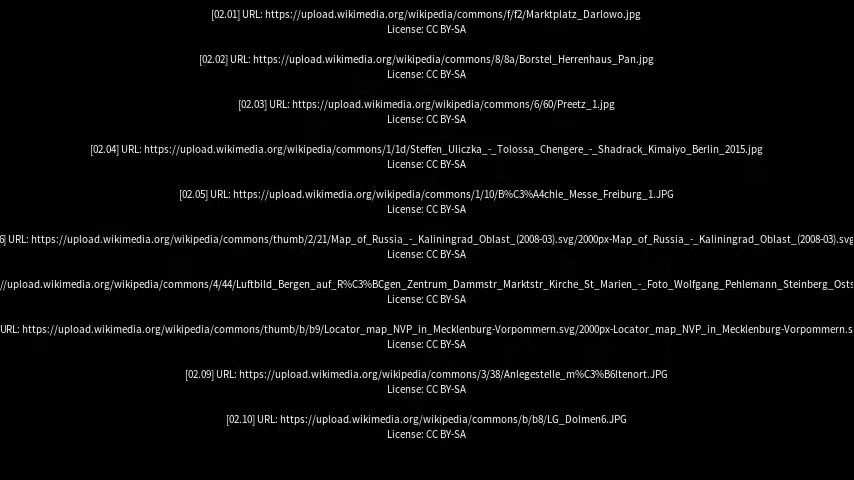 [02.01] URL: https://upload.wikimedia.org/wikipedia/commons/f/f2/Marktplatz_Darlowo.jpg
License: CC BY-SA
[02.02] URL: https://upload.wikimedia.org/wikipedia/commons/8/8a/Borstel_Herrenhaus_Pan.jpg
License: CC BY-SA
[02.03] URL: https://upload.wikimedia.org/wikipedia/commons/6/60/Preetz_1.jpg
License: CC BY-SA
[02.04] URL: https://upload.wikimedia.org/wikipedia/commons/1/1d/Steffen_Uliczka_-_Tolossa_Chengere_-_Shadrack_Kimaiyo_Berlin_2015.jpg
License: CC BY-SA
[02.05] URL: https://upload.wikimedia.org/wikipedia/commons/1/10/B%C3%A4chle_Messe_Freiburg_1.JPG
License: CC BY-SA
6] URL: https://upload.wikimedia.org/wikipedia/commons/thumb/2/21/Map_of_Russia_-_Kaliningrad_Oblast_(2008-03).svg/2000px-Map_of_Russia_-_Kaliningrad_Oblast_(2008-03).svg
License: CC BY-SA
//upload.wikimedia.org/wikipedia/commons/4/44/Luftbild_Bergen_auf_R%C3%BCgen_Zentrum_Dammstr_Marktstr_Kirche_St_Marien_-_Foto_Wolfgang_Pehlemann_Steinberg_Osts
License: CC BY-SA
URL: https://upload.wikimedia.org/wikipedia/commons/thumb/b/b9/Locator_map_NVP_in_Mecklenburg-Vorpommern.svg/2000px-Locator_map_NVP_in_Mecklenburg-Vorpommern.s
License: CC BY-SA
[02.09] URL: https://upload.wikimedia.org/wikipedia/commons/3/38/Anlegestelle_m%C3%B6ltenort.JPG
License: CC BY-SA
[02.10] URL: https://upload.wikimedia.org/wikipedia/commons/b/b8/LG_Dolmen6.JPG
License: CC BY-SA